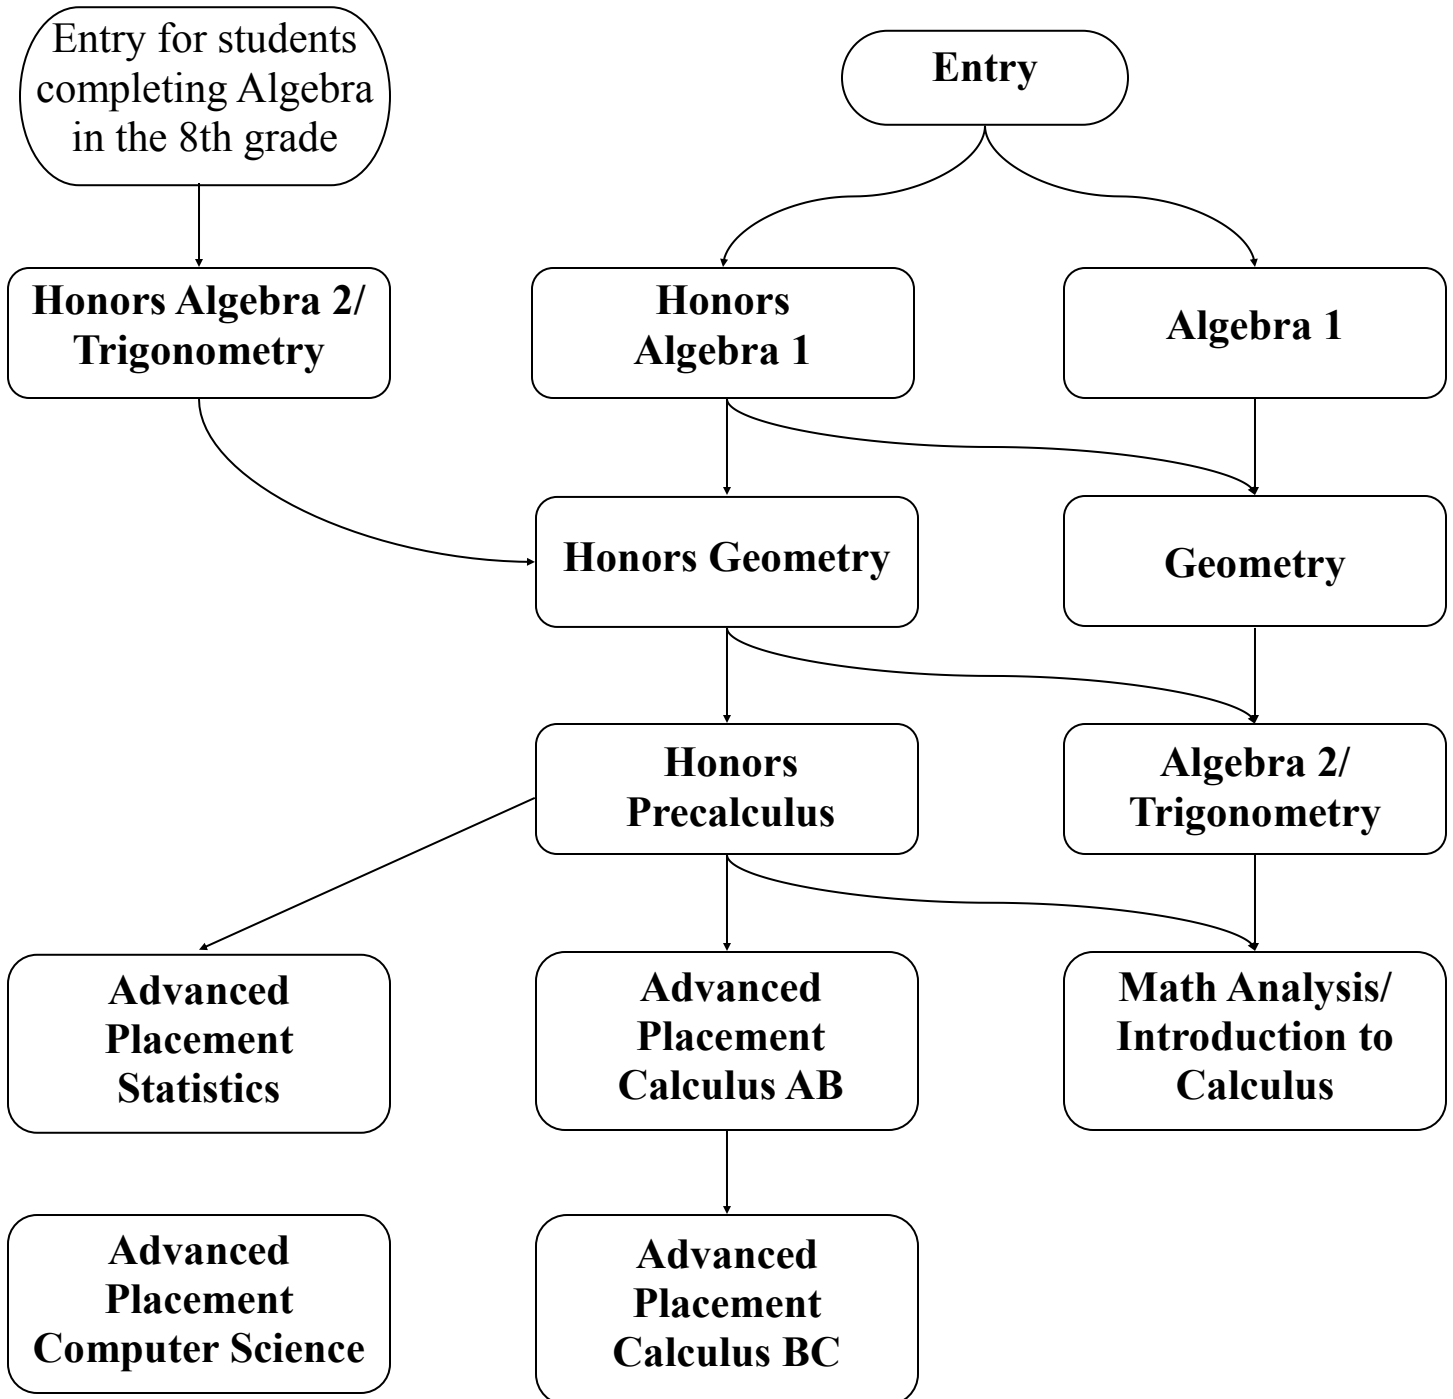 Entry for students
completing Algebra
in the 8th grade
Entry
Honors Algebra 2/
Trigonometry
Honors
Algebra 1
Algebra 1
Honors Geometry
Geometry
Honors
Precalculus
Algebra 2/
Trigonometry
Advanced
Placement
Statistics
Advanced
Placement
Calculus AB
Math Analysis/
Introduction to
Calculus
Advanced
Placement
Computer Science
Advanced
Placement
Calculus BC